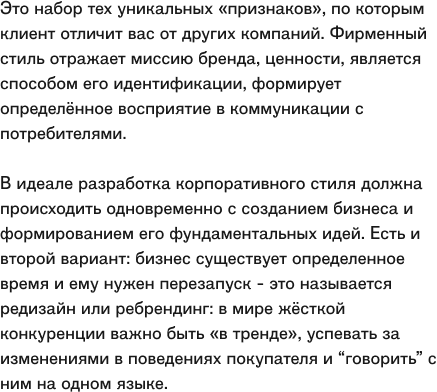 Это набор тех уникальных «признаков», по которым
клиент отличит вас от других компаний. Фирменный
стиль отражает миссию бренда, ценности, является
способом его идентификации, формирует
определённое восприятие в коммуникации с
потребителями.

В идеале разработка корпоративного стиля должна
происходить одновременно с созданием бизнеса и
формированием его фундаментальных идей. Есть и
второй вариант: бизнес существует определенное
время и ему нужен перезапуск - это называется
редизайн или ребрендинг: в мире жёсткой
конкуренции важно быть «в тренде», успевать за
изменениями в поведениях покупателя и “говорить” с
ним на одном языке.